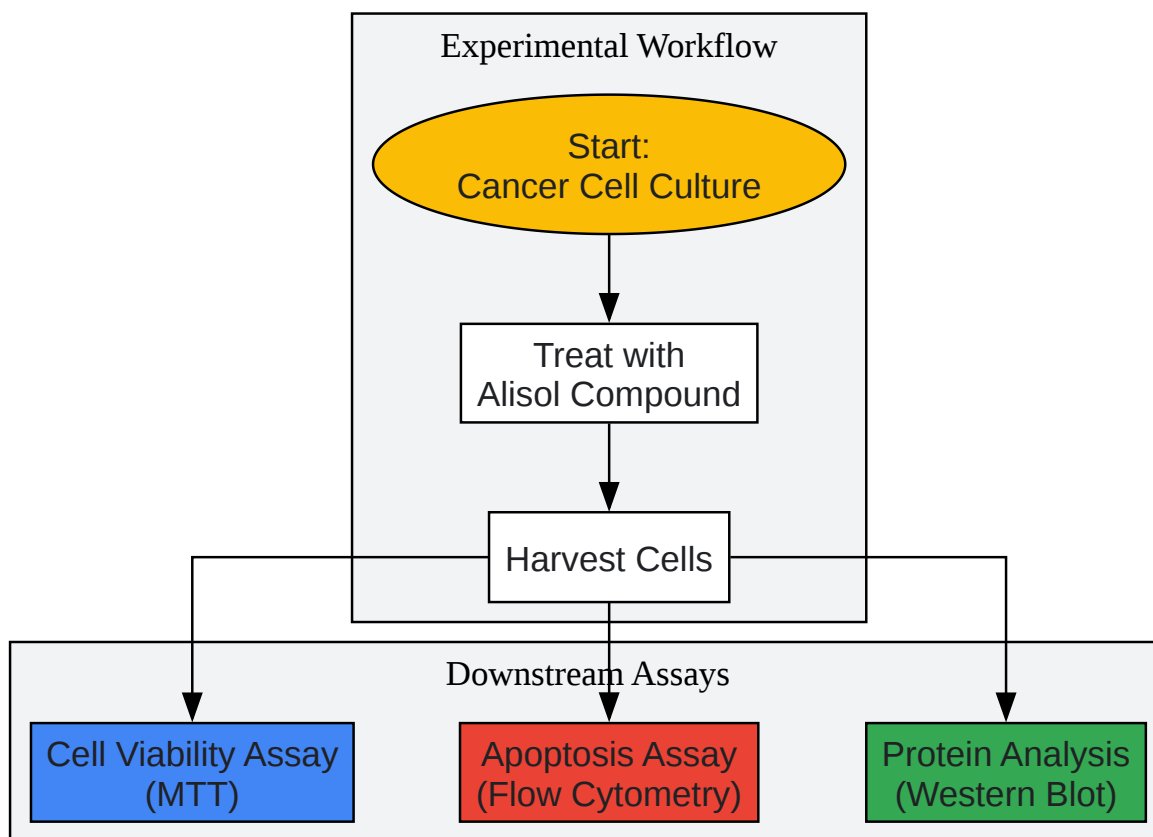 Experimental Workflow
Start:
Cancer Cell Culture
Treat with
Alisol Compound
Harvest Cells
Downstream Assays
Cell Viability Assay
(MTT)
Apoptosis Assay
(Flow Cytometry)
Protein Analysis
(Western Blot)